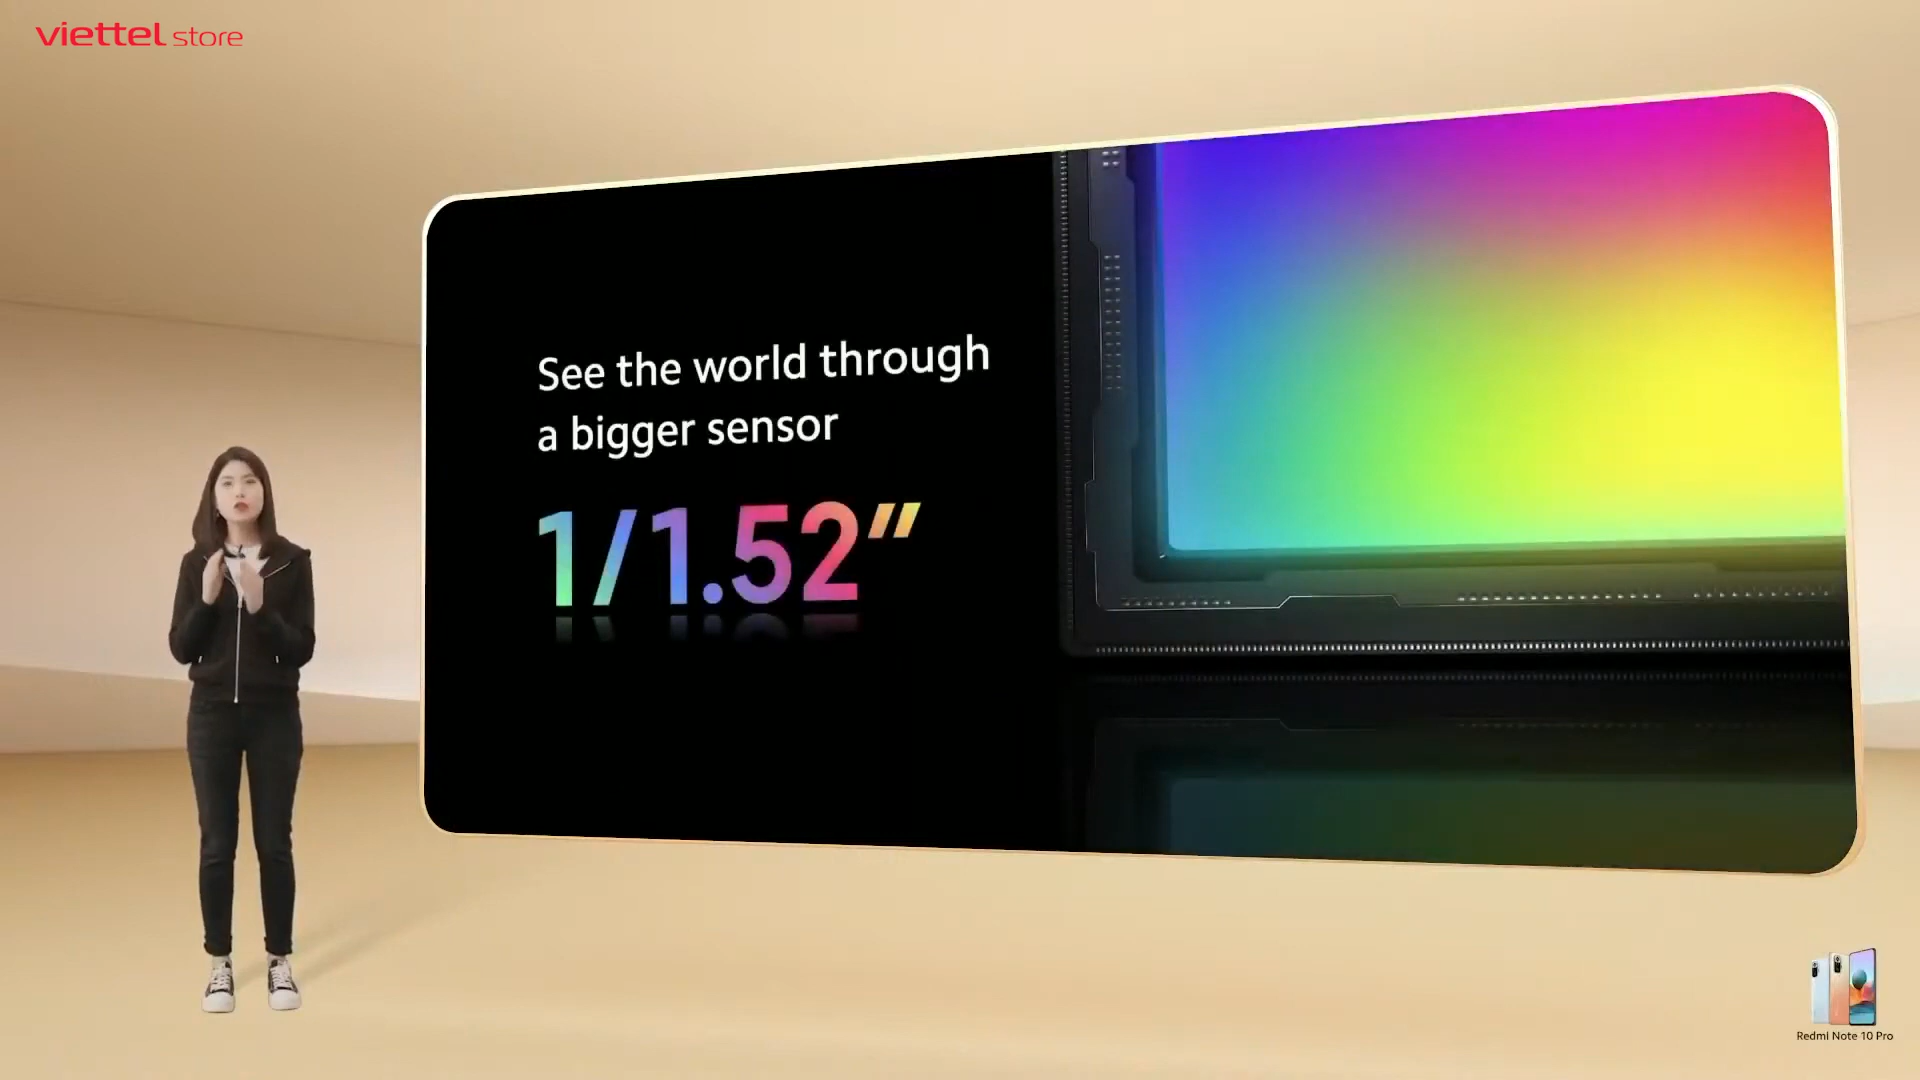 viettel store
See the world through
a bigger sensor
1/1.52”
Redmi Note 10 Pro